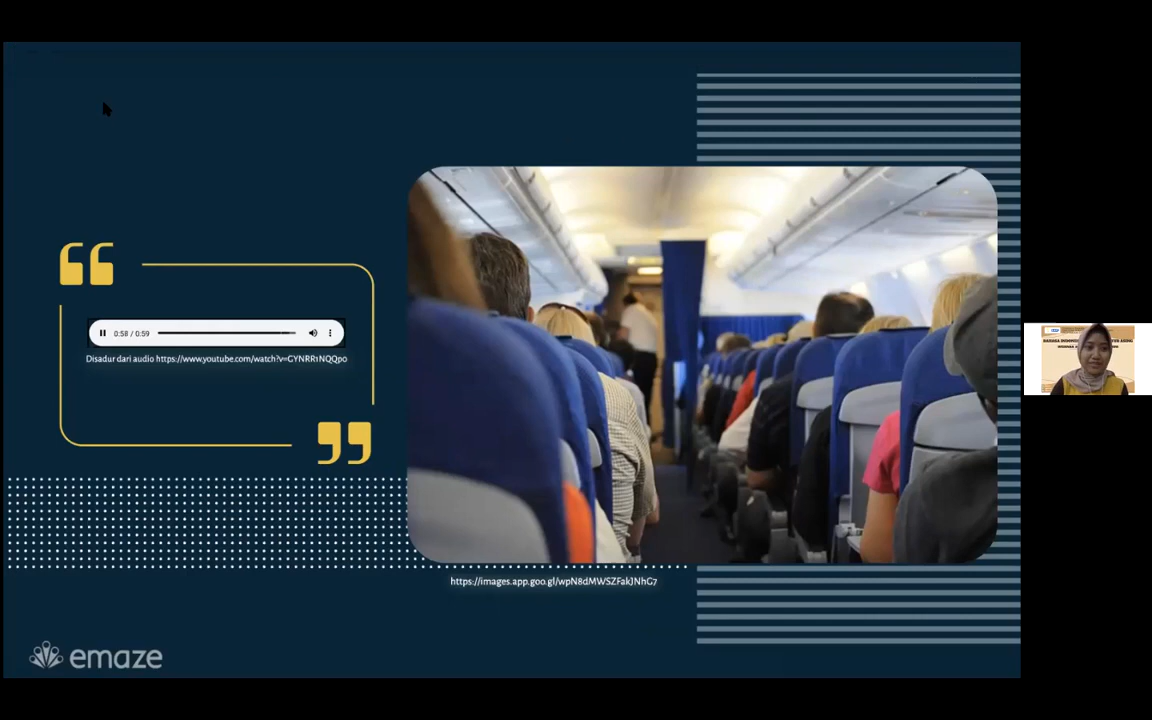 0:58 / 0:59
Disadur dari audio https://www.youtube.com/watch?v=CYNRR1NQQpo
https://images.app.goo.gl/wpN8dMWSZFakJNhG7
emaze